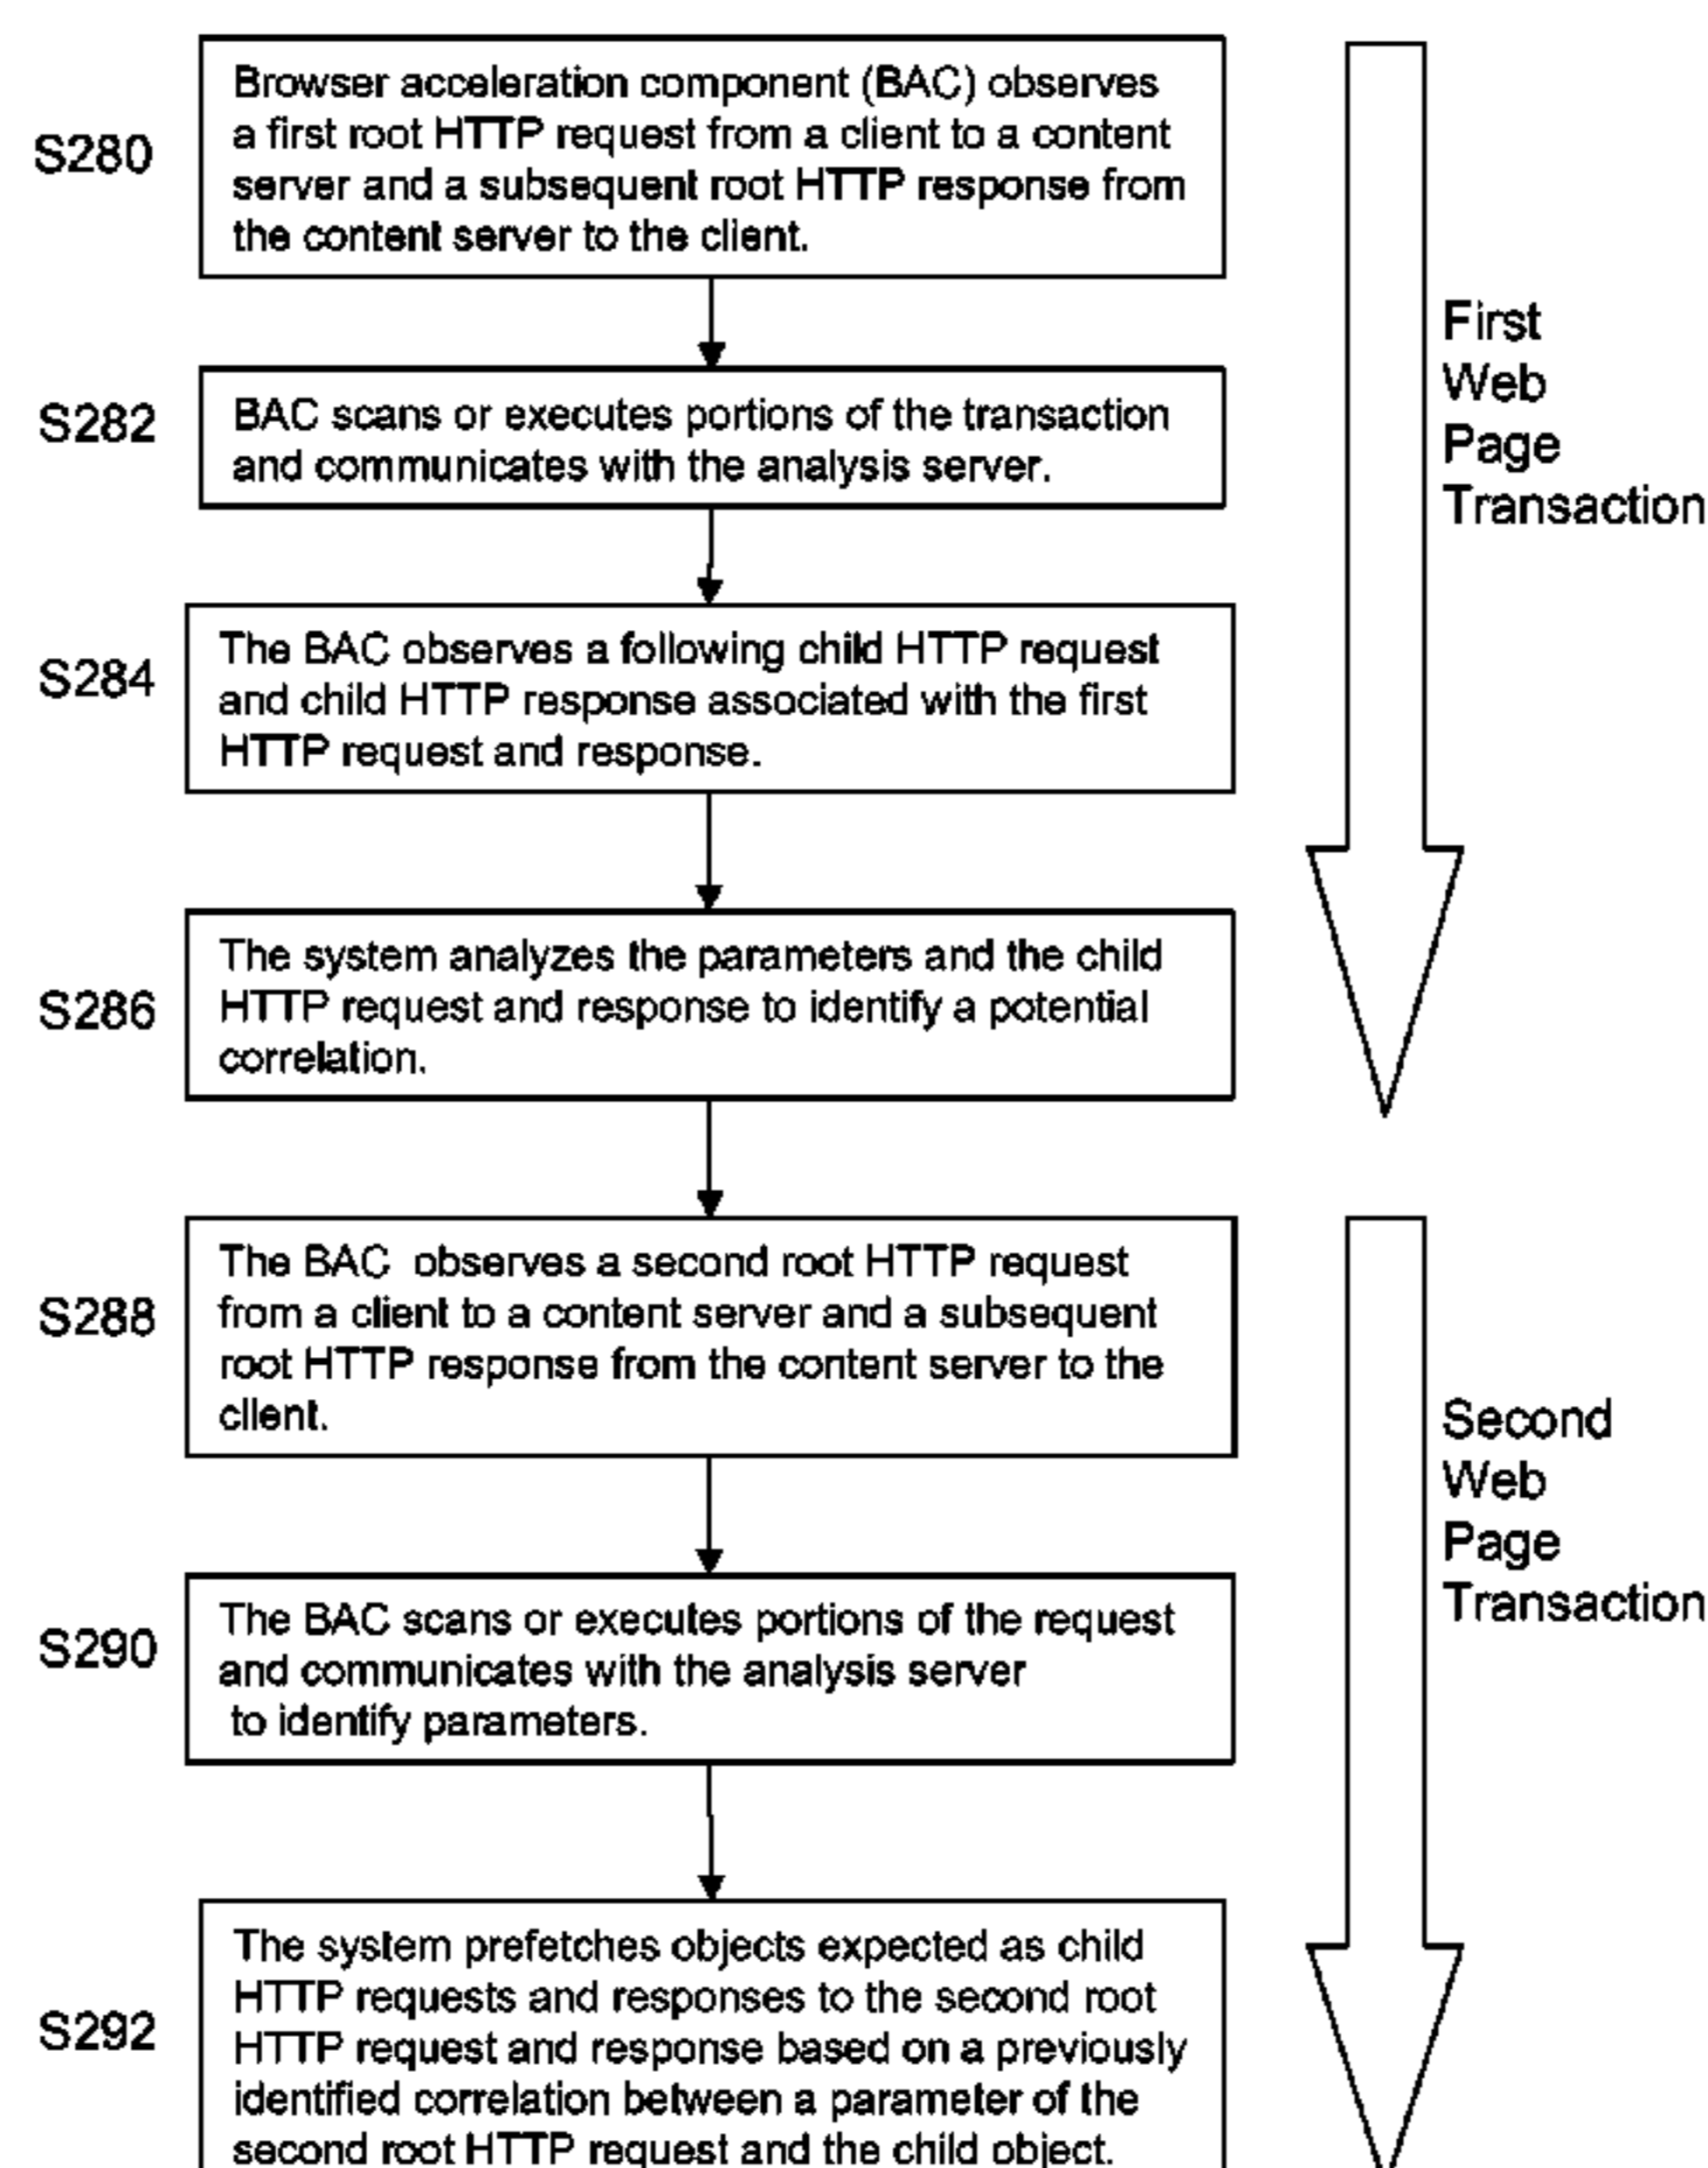 S280
Browser acceleration component (BAC) observes
a first root HTTP request from a client to a content
server and a subsequent root HTTP response from
the content server to the client.
First
Web
Page
Transaction
S282
BAC scans or executes portions of the transaction
and communicates with the analysis server.
S284
The BAC observes a following child HTTP request
and child HTTP response associated with the first
HTTP request and response.
S286
The system analyzes the parameters and the child
HTTP request and response to identify a potential
correlation.
S288
The BAC observes a second root HTTP request
from a client to a content server and a subsequent
root HTTP response from the content server to the
client.
Second
Web
Page
Transaction
S290
The BAC scans or executes portions of the request
and communicates with the analysis server
to identify parameters.
S292
The system prefetches objects expected as child
HTTP requests and responses to the second root
HTTP request and response based on a previously
identified correlation between a parameter of the
second root HTTP request and the child object.